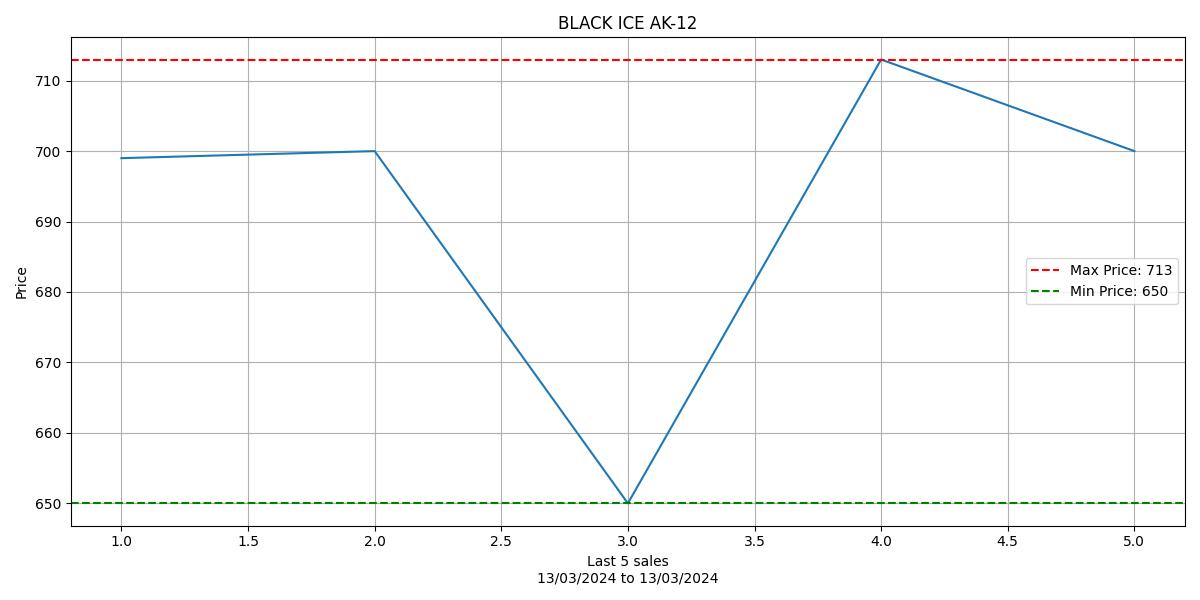 BLACK ICE AK-12
Price
710
700
690
680
670
660
650
Max Price: 713
Min Price: 650
1.0 1.5 2.0 2.5 3.0 3.5 4.0 4.5 5.0
Last 5 sales
13/03/2024 to 13/03/2024